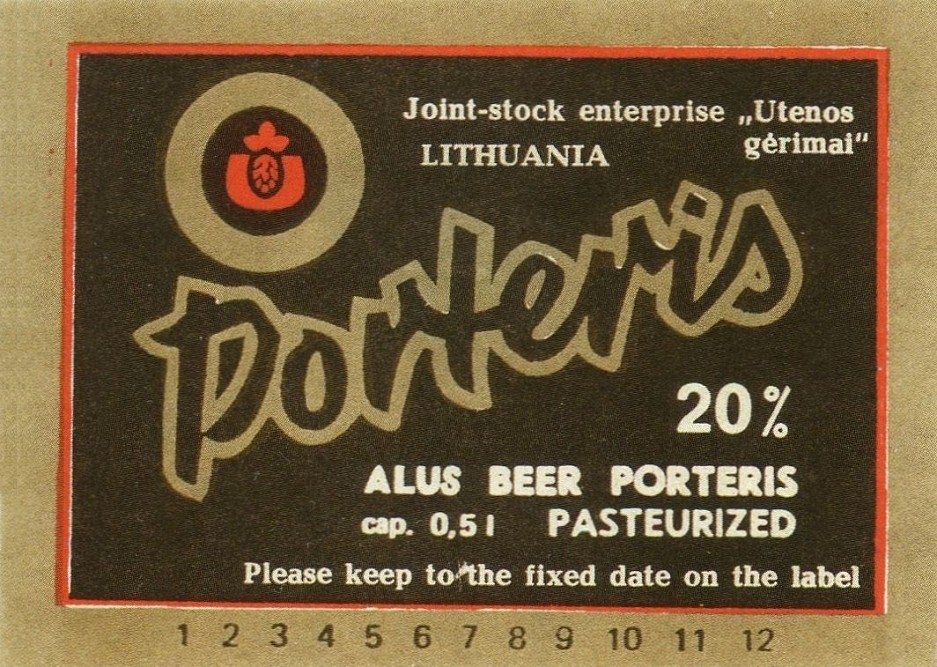 Joint-stock enterprise „Utenos
gėrimai“
LITHUANIA
Porteris
20%
ALUS BEER PORTERIS
cap. 0,5 l PASTEURIZED
Please keep to the fixed date on the label
1 2 3 4 5 6 7 8 9 10 11 12